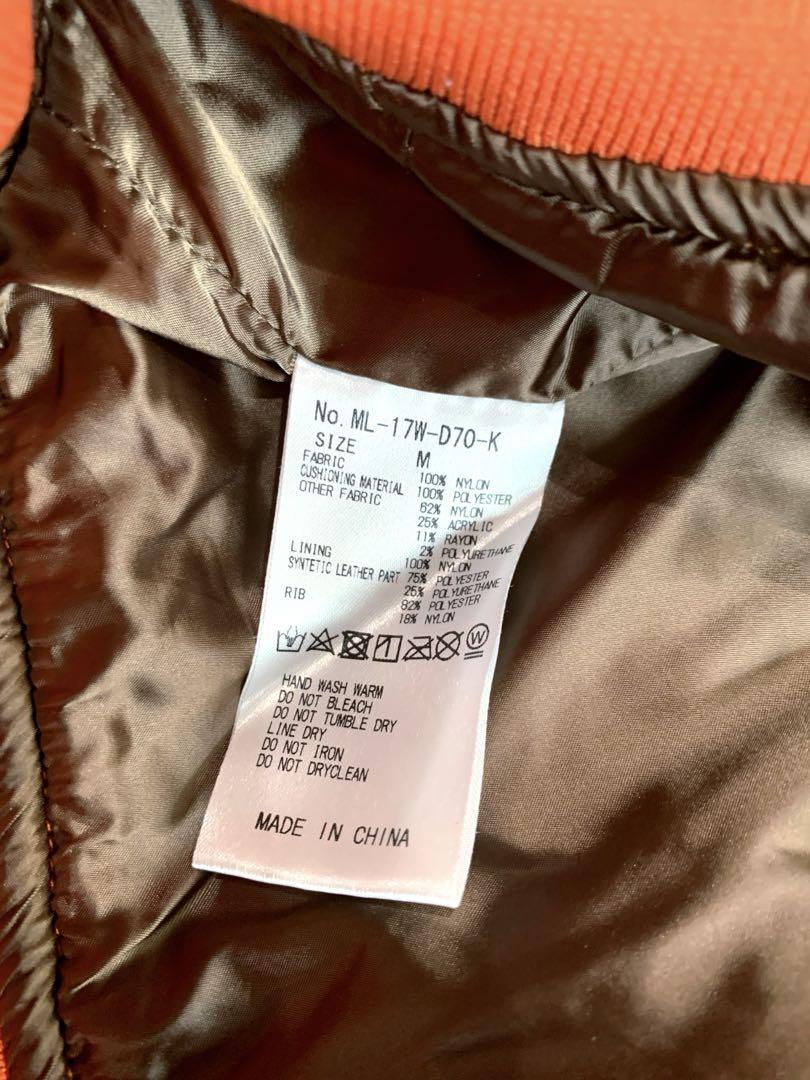 No. ML-17W-D70-K
SIZE M
FABRIC 100% NYLON
CUSHIONING MATERIAL 100% POLYESTER
OTHER FABRIC 62% NYLON
25% ACRYLIC
11% RAYON
2% POLYURETHANE
LINING 100% NYLON
SYNTETIC LEATHER PART 75% POLYESTER
25% POLYURETHANE
RIB 82% POLYESTER
18% NYLON
W
HAND WASH WARM
DO NOT BLEACH
DO NOT TUMBLE DRY
LINE DRY
DO NOT IRON
DO NOT DRYCLEAN
MADE IN CHINA